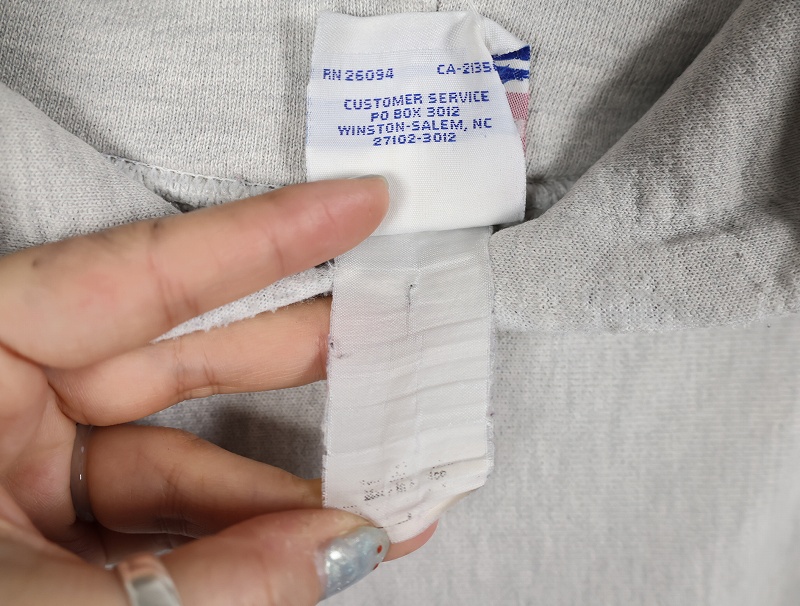 RN 26094 CA-2135
CUSTOMER SERVICE
PO BOX 3012
WINSTON-SALEM, NC
27102-3012